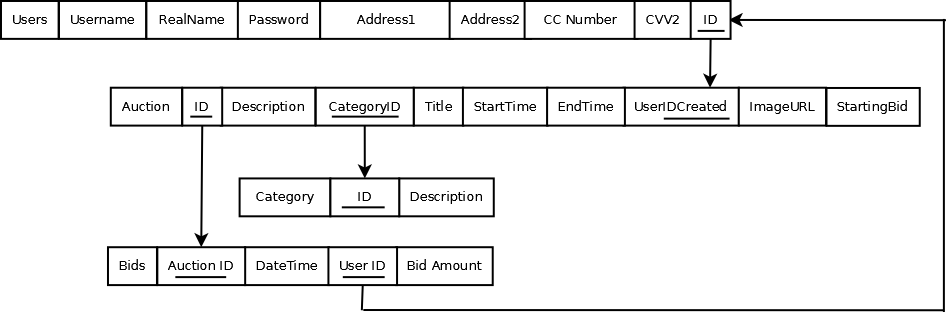 Users Username RealName Password Address1 Address2 CC Number CVV2 ID
Auction ID Description CategoryID Title StartTime EndTime UserIDCreated ImageURL StartingBid
Category ID Description
Bids Auction ID DateTime User ID Bid Amount